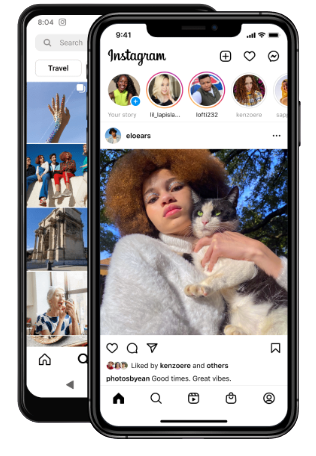 8:04
Search
Travel
9:41
Instagram
Your story
lil_lapisla...
lofti232
kenzoere
sapp
eloears
Liked by kenzoere and others
photosbyean Good times. Great vibes.